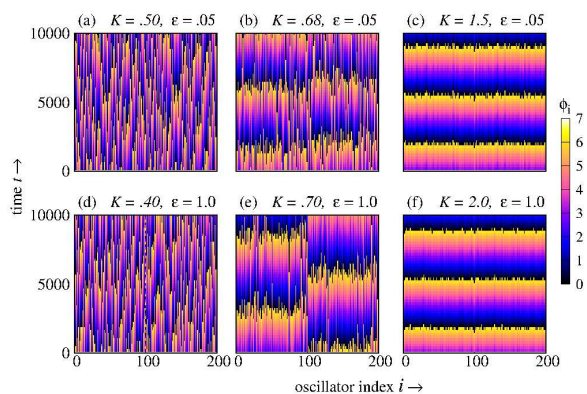 (a) K = .50, ε = .05
(b) K = .68, ε = .05
(c) K = 1.5, ε = .05
10000
5000
0
ϕi
7
6
5
4
3
2
1
0
time t →
(d) K = .40, ε = 1.0
(e) K = .70, ε = 1.0
(f) K = 2.0, ε = 1.0
10000
5000
0
0 100 200 0 100 200 0 100 200
oscillator index i →